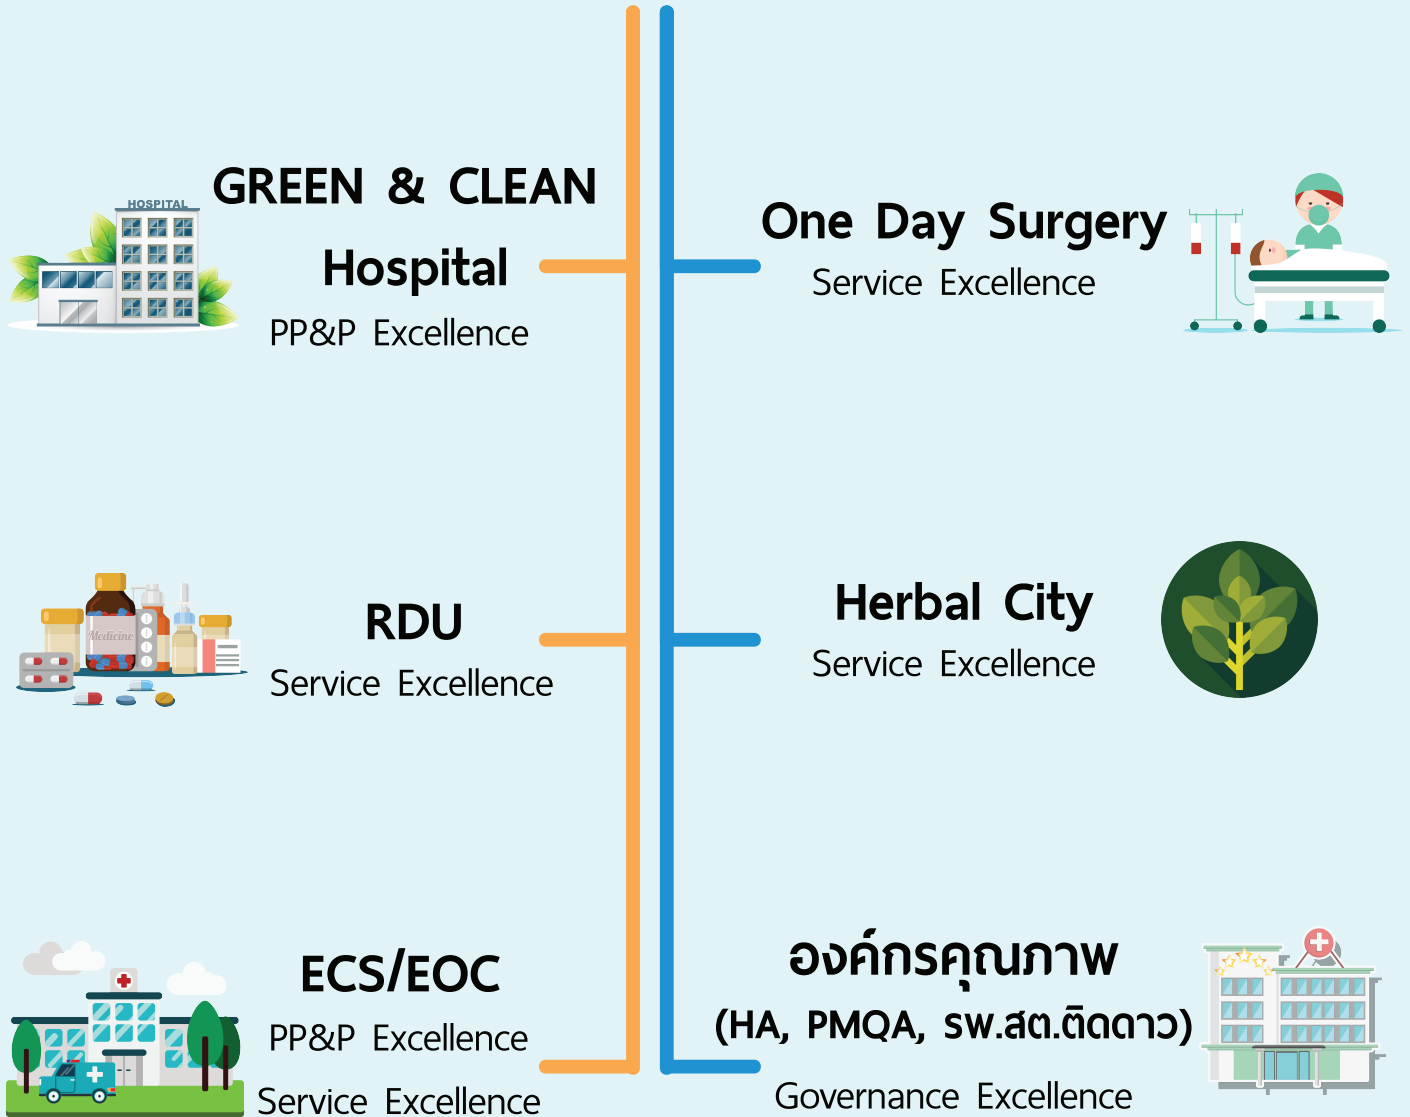 GREEN & CLEAN
Hospital
PP&P Excellence
HOSPITAL
One Day Surgery
Service Excellence
RDU
Service Excellence
Medicine
Herbal City
Service Excellence
ECS/EOC
PP&P Excellence
Service Excellence
องค์กรคุณภาพ
(HA, PMQA, รพ.สต.ติดดาว)
Governance Excellence